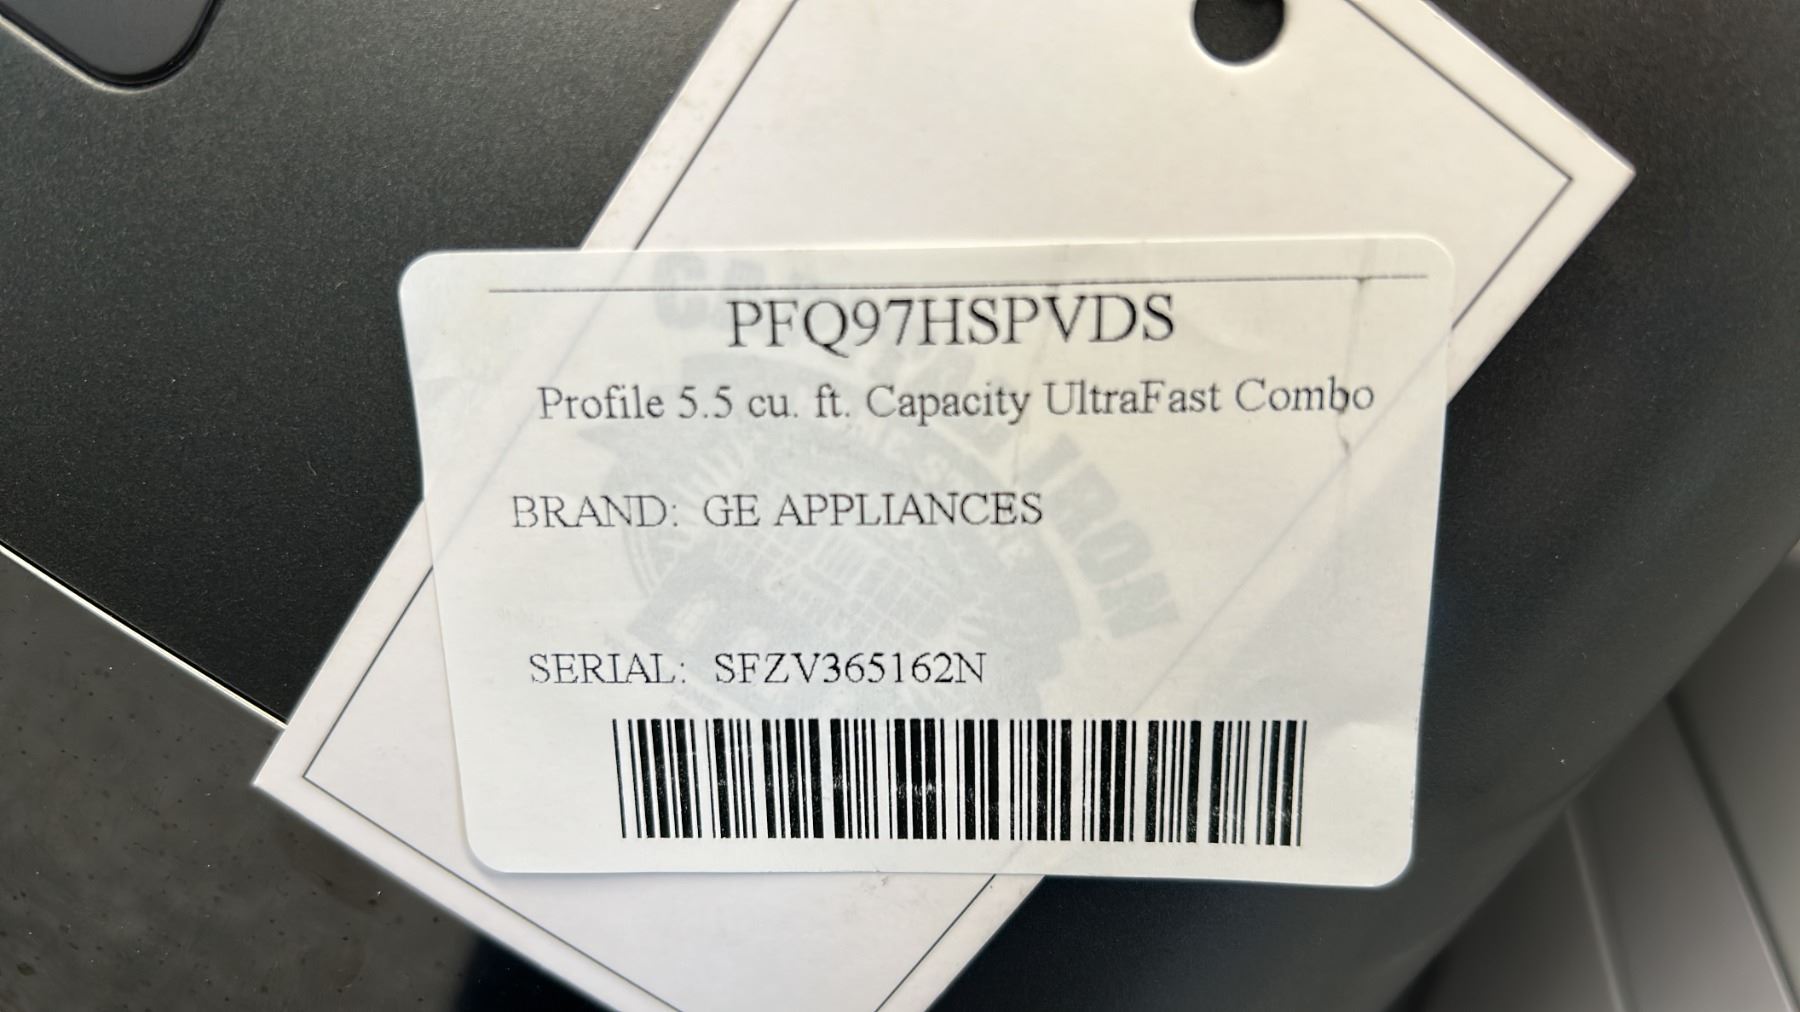 PFQ97HSPVDS
Profile 5.5 cu. ft. Capacity UltraFast Combo
BRAND: GE APPLIANCES
SERIAL: SFZV365162N